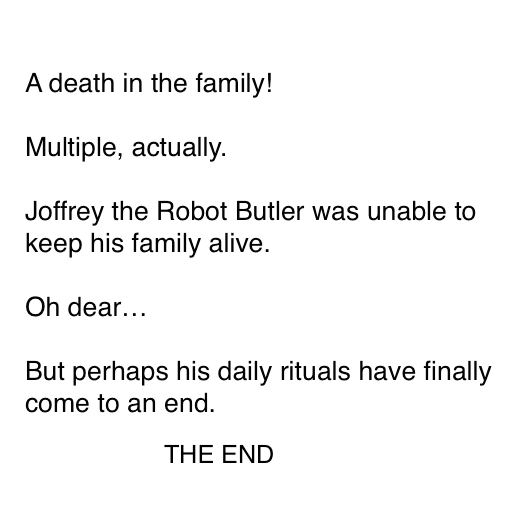 A death in the family!
Multiple, actually.
Joffrey the Robot Butler was unable to
keep his family alive.
Oh dear…
But perhaps his daily rituals have finally
come to an end.
THE END